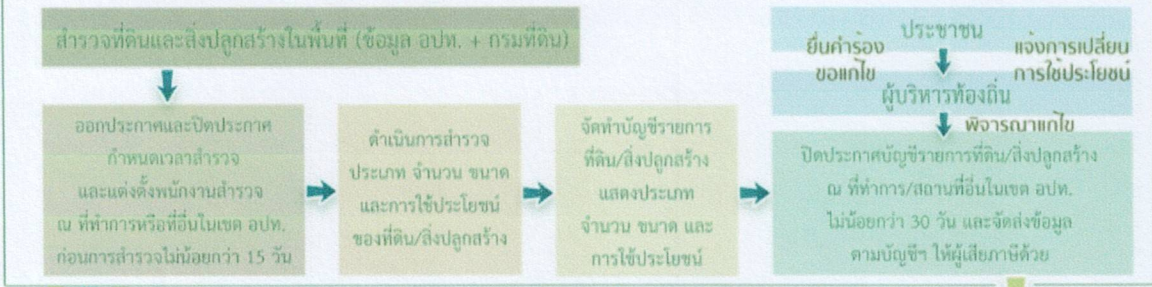 สำรวจที่ดินและสิ่งปลูกสร้างในพื้นที่ (ข้อมูล อปท. + กรมที่ดิน)
ออกประกาศและปิดประกาศ
กำหนดเวลาสำรวจ
และแต่งตั้งพนักงานสำรวจ
ณ ที่ทำการหรือที่อื่นในเขต อปท.
ก่อนการสำรวจไม่น้อยกว่า 15 วัน
ดำเนินการสำรวจ
ประเภท จำนวน ขนาด
และการใช้ประโยชน์
ของที่ดิน/สิ่งปลูกสร้าง
จัดทำบัญชีรายการ
ที่ดิน/สิ่งปลูกสร้าง
แสดงประเภท
จำนวน ขนาด และ
การใช้ประโยชน์
ประชาชน
ยื่นคำร้อง
ขอแก้ไข
แจ้งการเปลี่ยน
การใช้ประโยชน์
ผู้บริหารท้องถิ่น
พิจารณาแก้ไข
ปิดประกาศบัญชีรายการที่ดิน/สิ่งปลูกสร้าง
ณ ที่ทำการ/สถานที่อื่นในเขต อปท.
ไม่น้อยกว่า 30 วัน และจัดส่งข้อมูล
ตามบัญชีฯ ให้ผู้เสียภาษีด้วย